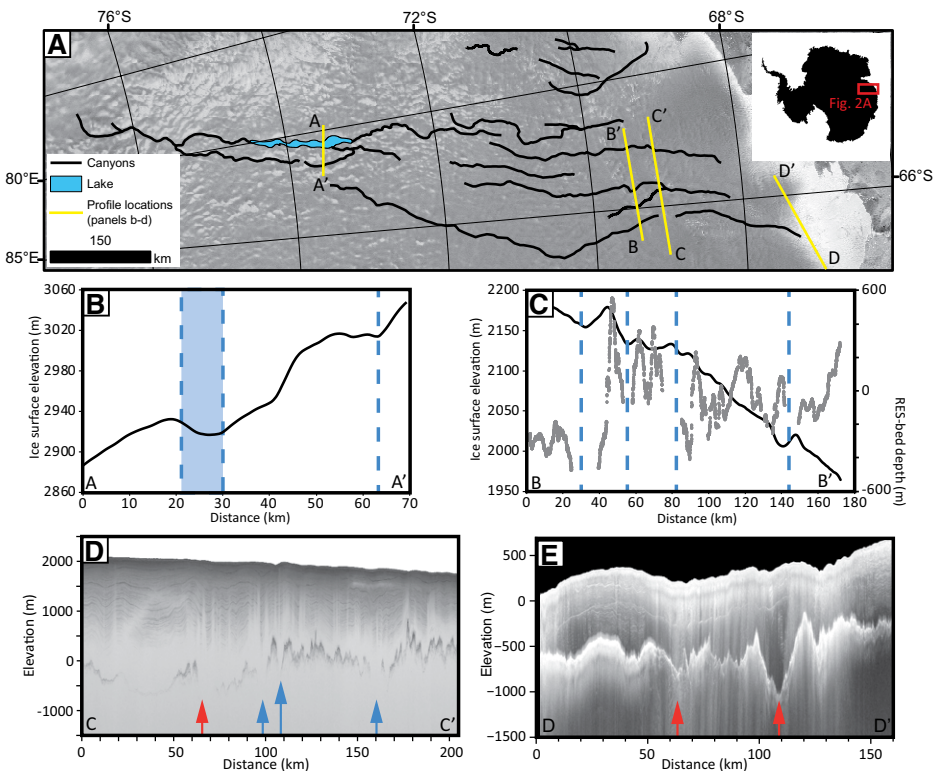 76°S
72°S
68°S
A
Fig. 2A
A
A'
B'
C'
B
C
D'
D
Canyons
Lake
Profile locations
(panels b-d)
150
km
80°E
85°E
66°S
B
3060
3020
2980
2940
2900
2860
Ice surface elevation (m)
A
A'
0
10
20
30
40
50
60
70
Distance (km)
C
2200
2150
2100
2050
2000
1950
Ice surface elevation (m)
600
0
-600
RES-bed depth (m)
B
B'
0
20
40
60
80
100
120
140
160
180
Distance (km)
D
2000
1000
0
-1000
Elevation (m)
C
C'
0
50
100
150
200
Distance (km)
E
500
0
−500
−1000
−1500
Elevation (m)
D
D'
0
50
100
150
Distance (km)